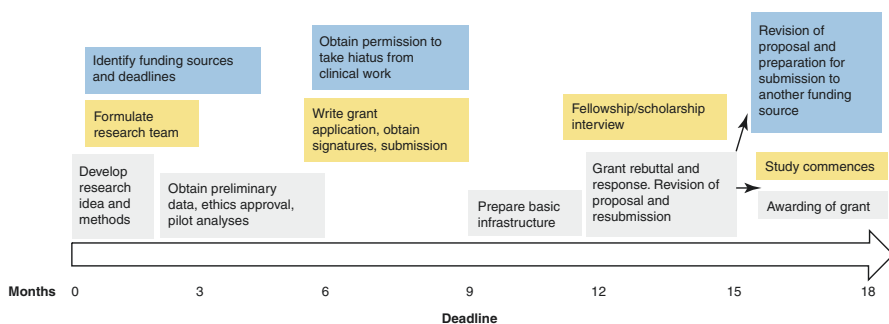 Identify funding sources
and deadlines
Obtain permission to
take hiatus from
clinical work
Revision of
proposal and
preparation for
submission to
another funding
source
Formulate
research team
Write grant
application, obtain
signatures, submission
Fellowship/scholarship
interview
Develop
research
idea and
methods
Obtain preliminary
data, ethics approval,
pilot analyses
Prepare basic
infrastructure
Grant rebuttal and
response. Revision of
proposal and
resubmission
Study commences
Awarding of grant
Months 0 3 6 9 12 15 18
Deadline